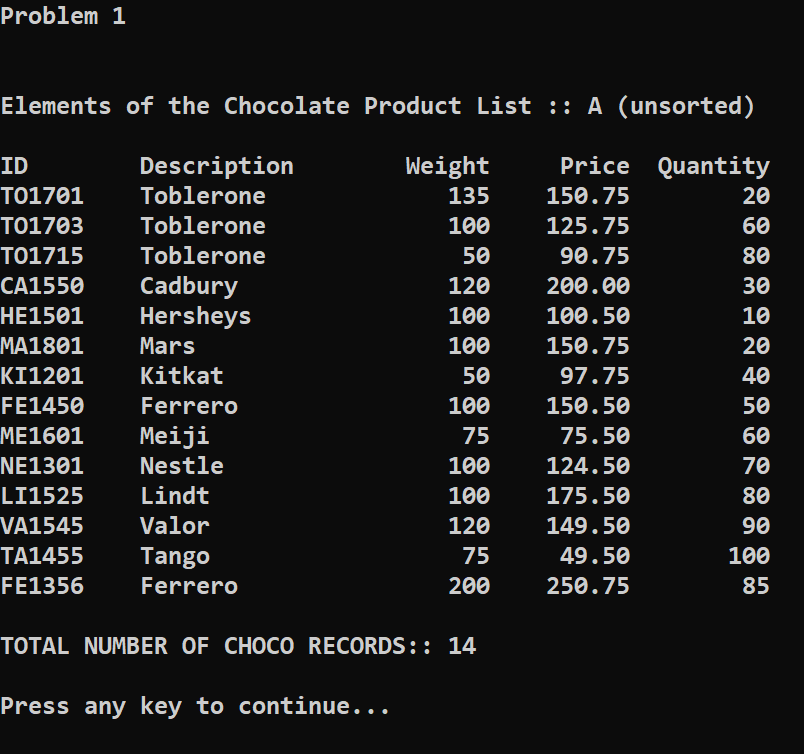 Problem 1
Elements of the Chocolate Product List :: A (unsorted)
ID Description Weight Price Quantity
TO1701 Toblerone 135 150.75 20
TO1703 Toblerone 100 125.75 60
TO1715 Toblerone 50 90.75 80
CA1550 Cadbury 120 200.00 30
HE1501 Hersheys 100 100.50 10
MA1801 Mars 100 150.75 20
KI1201 Kitkat 50 97.75 40
FE1450 Ferrero 100 150.50 50
ME1601 Meiji 75 75.50 60
NE1301 Nestle 100 124.50 70
LI1525 Lindt 100 175.50 80
VA1545 Valor 120 149.50 90
TA1455 Tango 75 49.50 100
FE1356 Ferrero 200 250.75 85
TOTAL NUMBER OF CHOCO RECORDS:: 14
Press any key to continue...